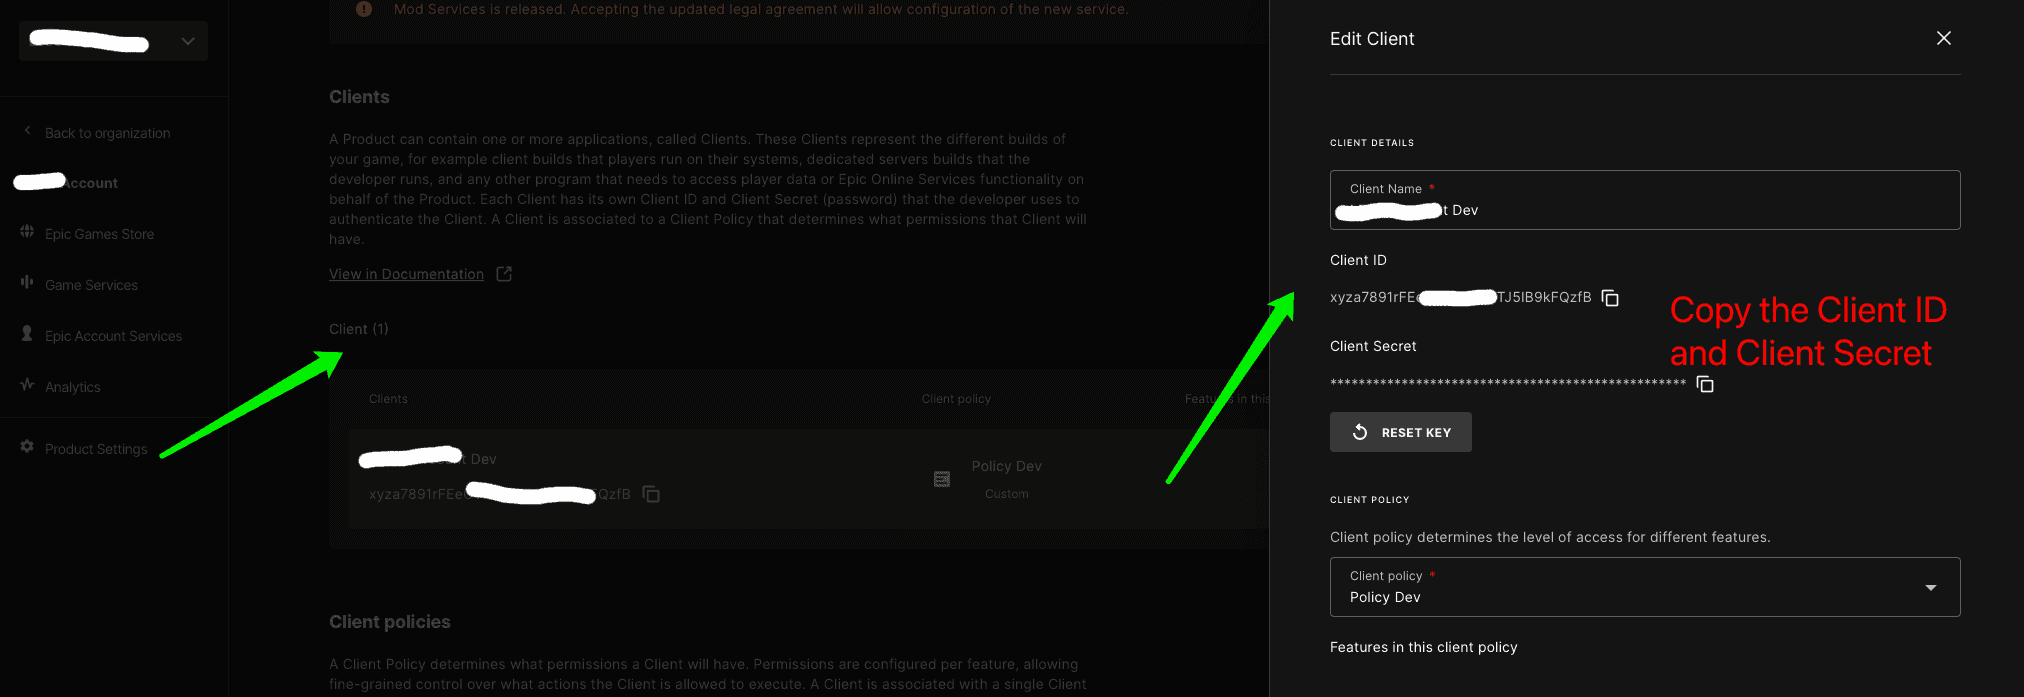 Mod Services is released. Accepting the updated legal agreement will allow configuration of the new service.
Back to organization
Account
Epic Games Store
Game Services
Epic Account Services
Analytics
Product Settings
Clients
A Product can contain one or more applications, called Clients. These Clients represent the different builds of
your game, for example client builds that players run on their systems, dedicated servers builds that the
developer runs, and any other program that needs to access player data or Epic Online Services functionality on
behalf of the Product. Each Client has its own Client ID and Client Secret (password) that the developer uses to
authenticate the Client. A Client is associated to a Client Policy that determines what permissions that Client will
have.
View in Documentation
Client (1)
Clients Client policy Features in this
t Dev
xyza7891rFEe QzfB
Policy Dev
Custom
Client policies
A Client Policy determines what permissions a Client will have. Permissions are configured per feature, allowing
fine-grained control over what actions the Client is allowed to execute. A Client is associated with a single Client
Edit Client
CLIENT DETAILS
Client Name *
t Dev
Client ID
xyza7891rFE TJ5IB9kFQzfB
Copy the Client ID
and Client Secret
Client Secret
**************************************************
RESET KEY
CLIENT POLICY
Client policy determines the level of access for different features.
Client policy *
Policy Dev
Features in this client policy